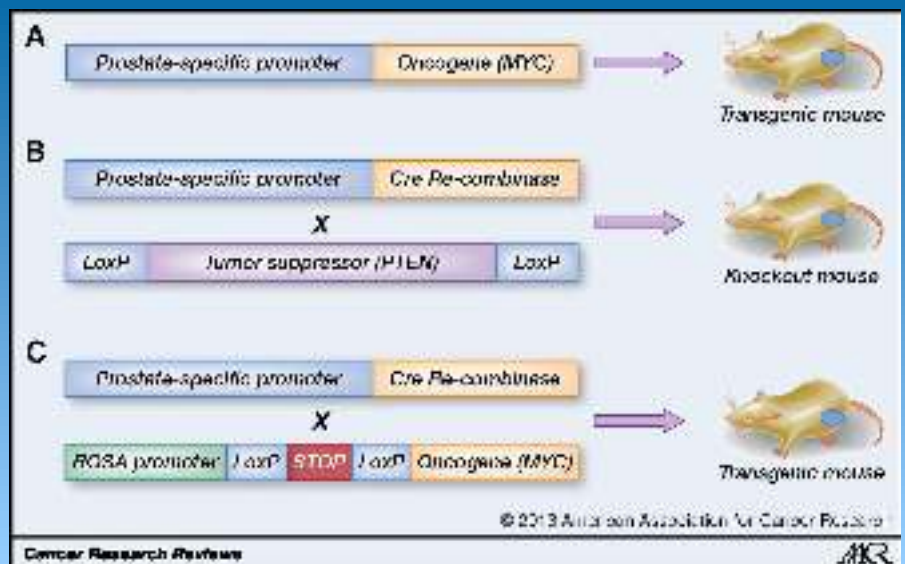 A
Prostate-specific promoter Oncogene (MYC)
Transgenic mouse
B
Prostate-specific promoter Cre Re-combinase
X
LoxP Tumor suppressor (PTEN) LoxP
Knockout mouse
C
Prostate-specific promoter Cre Re-combinase
X
ROSA promoter LoxP STOP LoxP Oncogene (MYC)
Transgenic mouse
© 2013 American Association for Cancer Research
Cancer Research Reviews
AACR